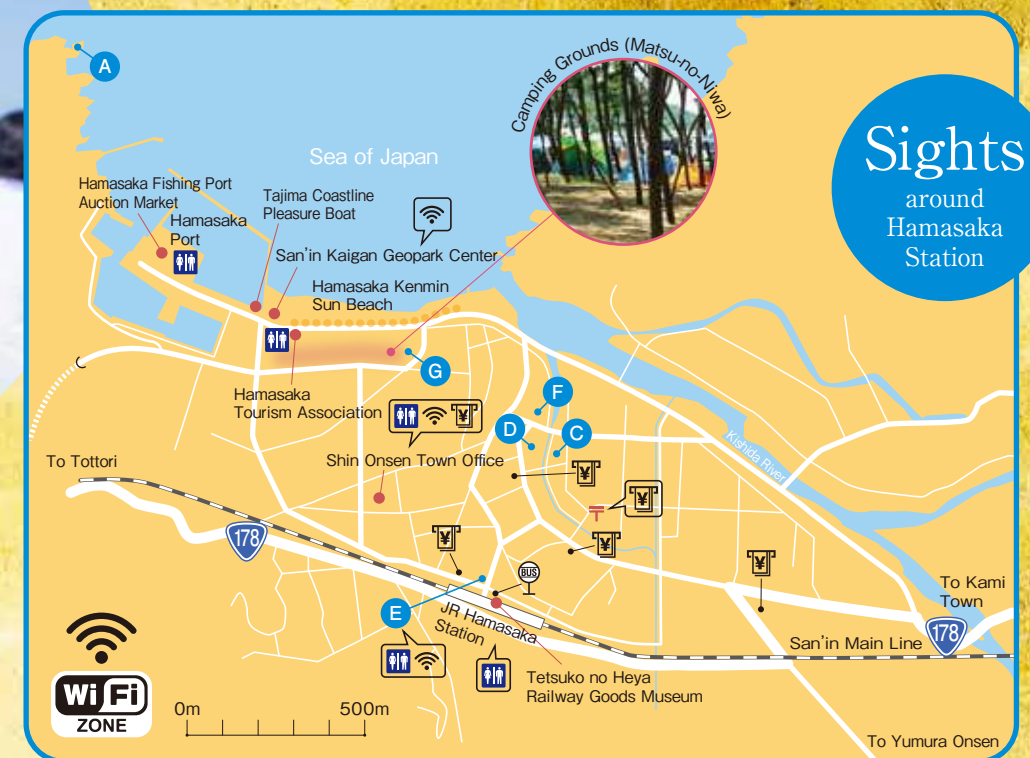 Sights
around
Hamasaka
Station
Camping Grounds (Matsu-no-Niwa)
A
Sea of Japan
Hamasaka Fishing Port
Auction Market
Hamasaka
Port
Tajima Coastline
Pleasure Boat
San'in Kaigan Geopark Center
Hamasaka Kenmin
Sun Beach
G
Hamasaka
Tourism Association
¥
F
D
C
Kishida River
To Tottori
Shin Onsen Town Office
¥
〒
¥
178
¥
¥
¥
BUS
E
JR Hamasaka
Station
To Kami
Town
178
San'in Main Line
Tetsuko no Heya
Railway Goods Museum
Wi Fi
ZONE
0m
500m
To Yumura Onsen